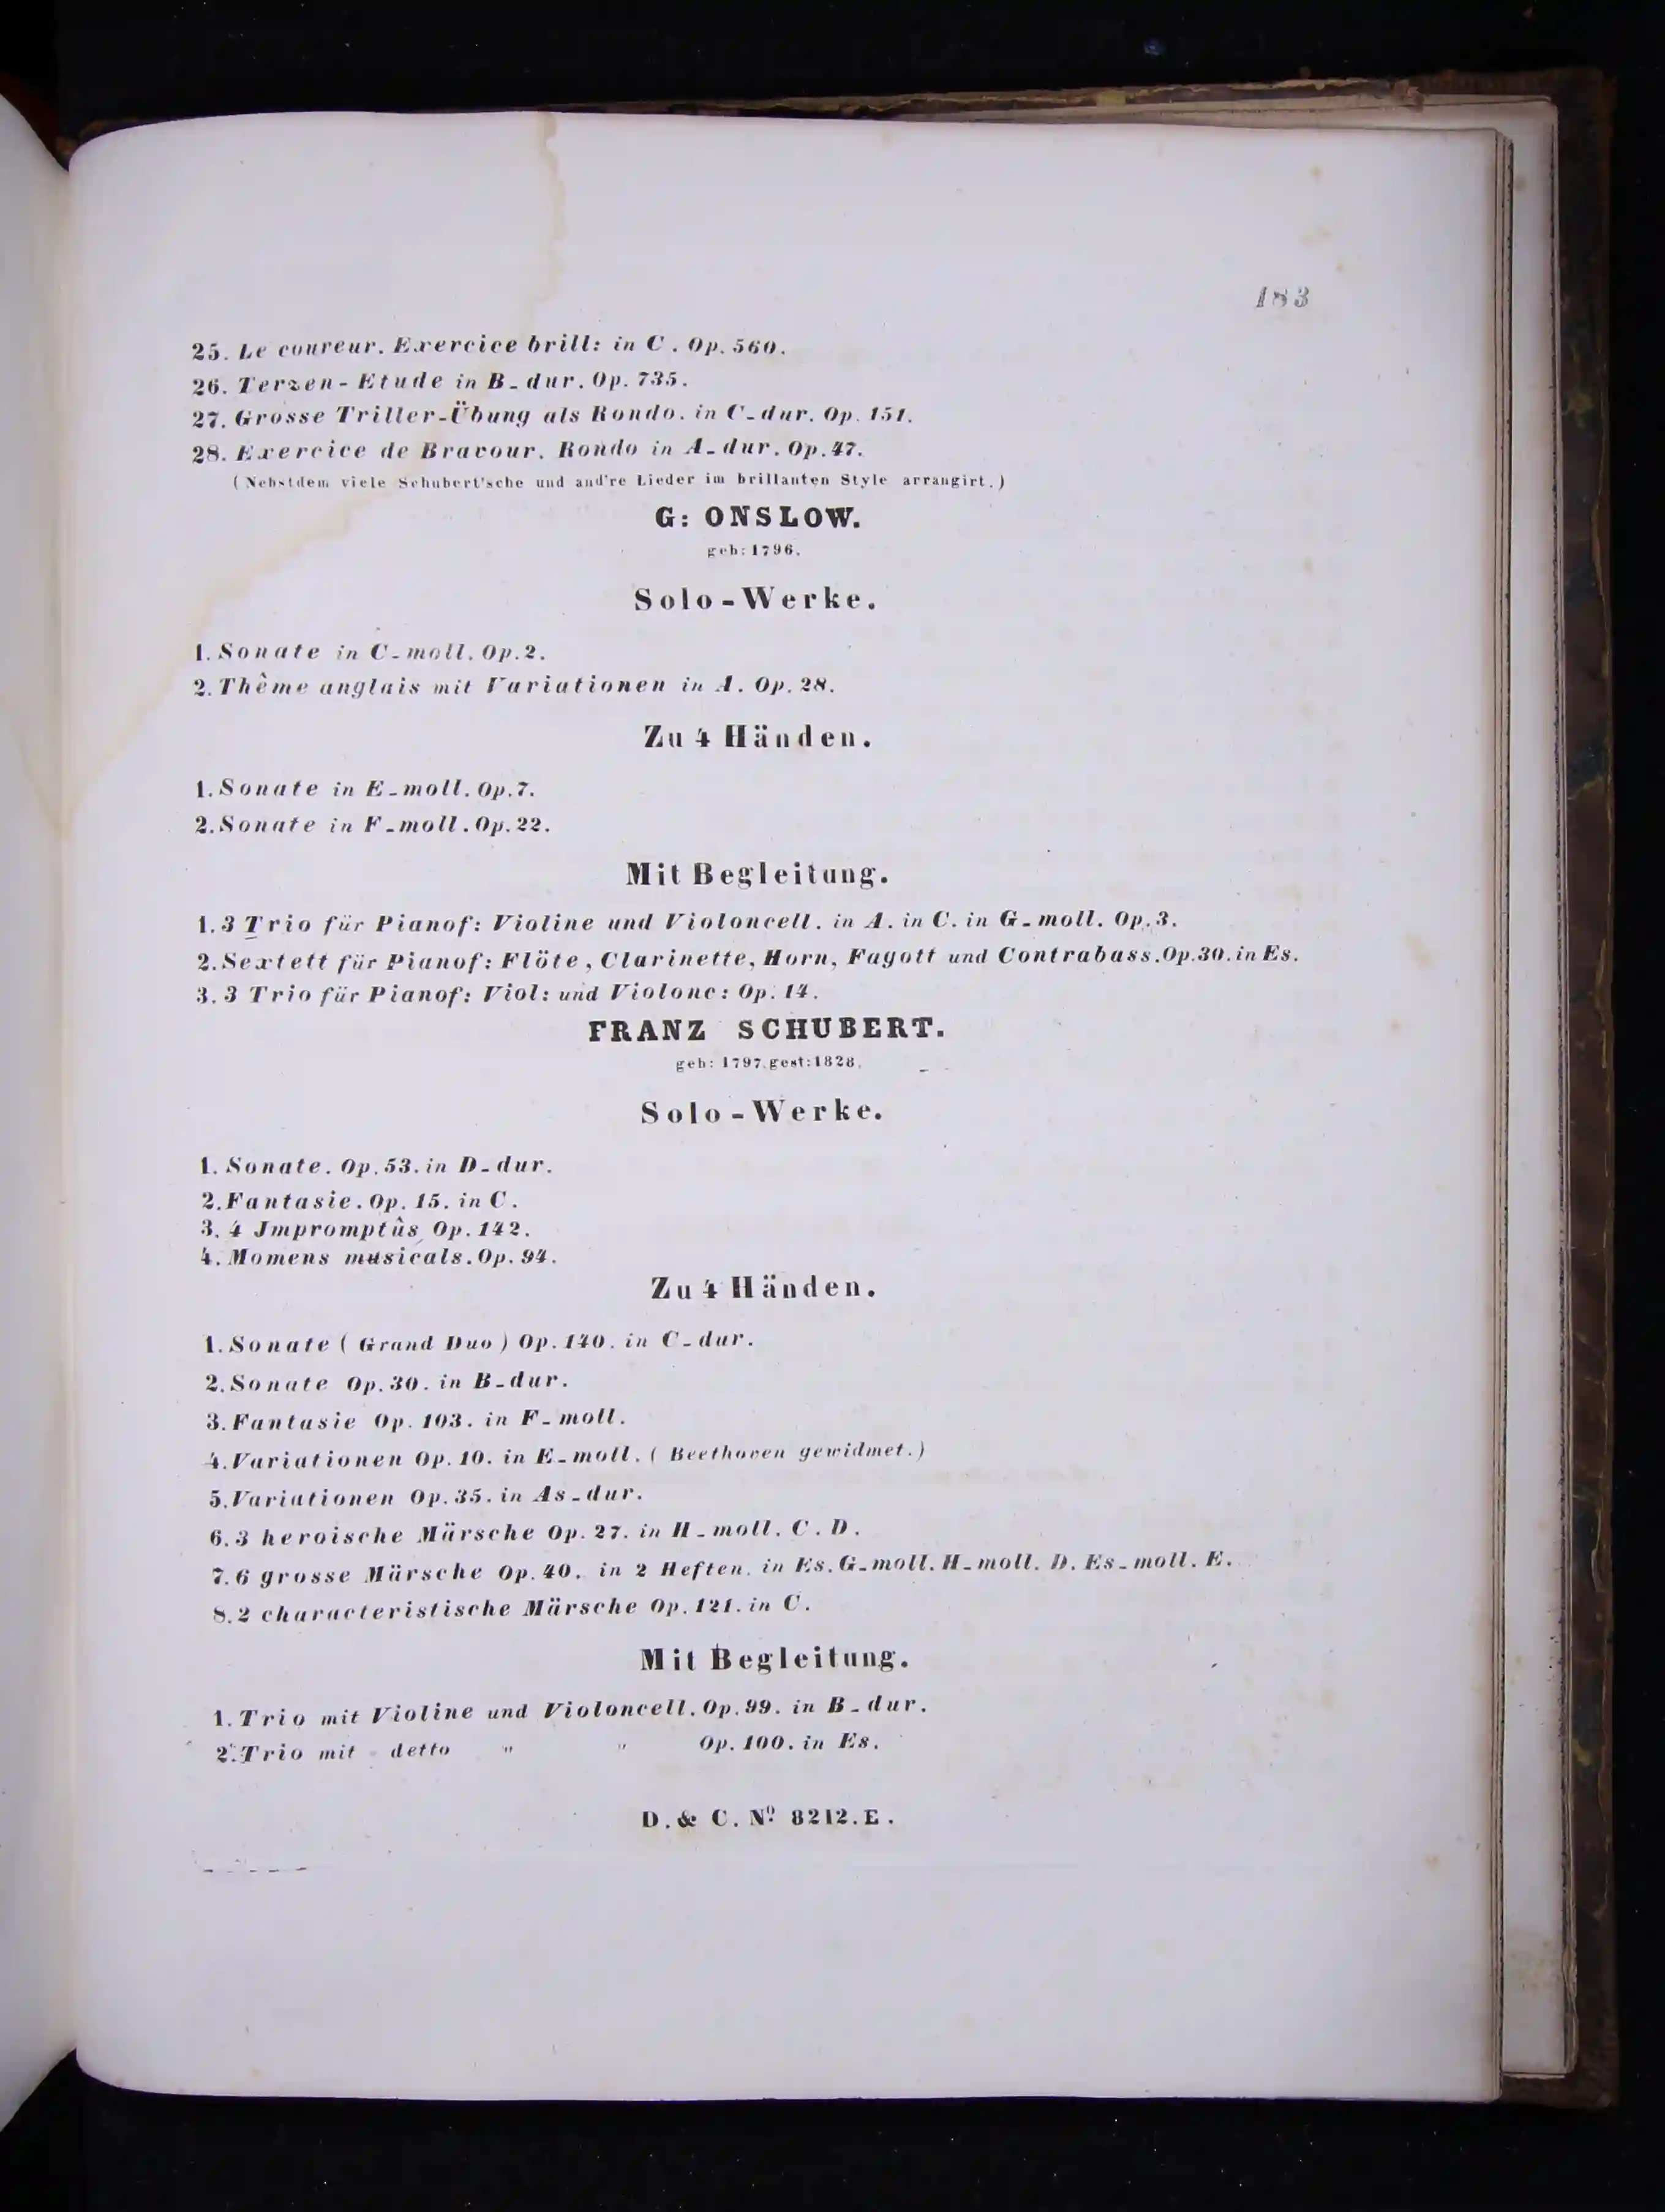 183
25. Le coureur. Exercice brill: in C. Op. 560.
26. Terzen-Etude in B-dur. Op. 735.
27. Grosse Triller-Übung als Rondo. in C-dur. Op. 151.
28. Exercice de Bravour. Rondo in A-dur. Op. 47.
(Nebstdem viele Schubert'sche und and're Lieder im brillanten Style arrangirt.)
G: ONSLOW.
geb: 1796.
Solo-Werke.
1. Sonate in C-moll. Op. 2.
2. Thême anglais mit Variationen in A. Op. 28.
Zu 4 Händen.
1. Sonate in E-moll. Op. 7.
2. Sonate in F-moll. Op. 22.
Mit Begleitung.
1. 3 Trio für Pianof: Violine und Violoncell. in A. in C. in G-moll. Op. 3.
2. Sextett für Pianof: Flöte, Clarinette, Horn, Fagott und Contrabass. Op. 30. in Es.
3. 3 Trio für Pianof: Viol: und Violonc: Op. 14.
FRANZ SCHUBERT.
geb: 1797. gest: 1828.
Solo-Werke.
1. Sonate. Op. 53. in D-dur.
2. Fantasie. Op. 15. in C.
3. 4 Jmpromptûs Op. 142.
4. Momens musicals. Op. 94.
Zu 4 Händen.
1. Sonate (Grand Duo) Op. 140. in C-dur.
2. Sonate Op. 30. in B-dur.
3. Fantasie Op. 103. in F-moll.
4. Variationen Op. 10. in E-moll. (Beethoven gewidmet.)
5. Variationen Op. 35. in As-dur.
6. 3 heroische Märsche Op. 27. in H-moll. C. D.
7. 6 grosse Märsche Op. 40. in 2 Heften. in Es. G-moll. H-moll. D. Es-moll. E.
8. 2 characteristische Märsche Op. 121. in C.
Mit Begleitung.
1. Trio mit Violine und Violoncell. Op. 99. in B-dur.
2. Trio mit detto " " Op. 100. in Es.
D. & C. No. 8212. E.